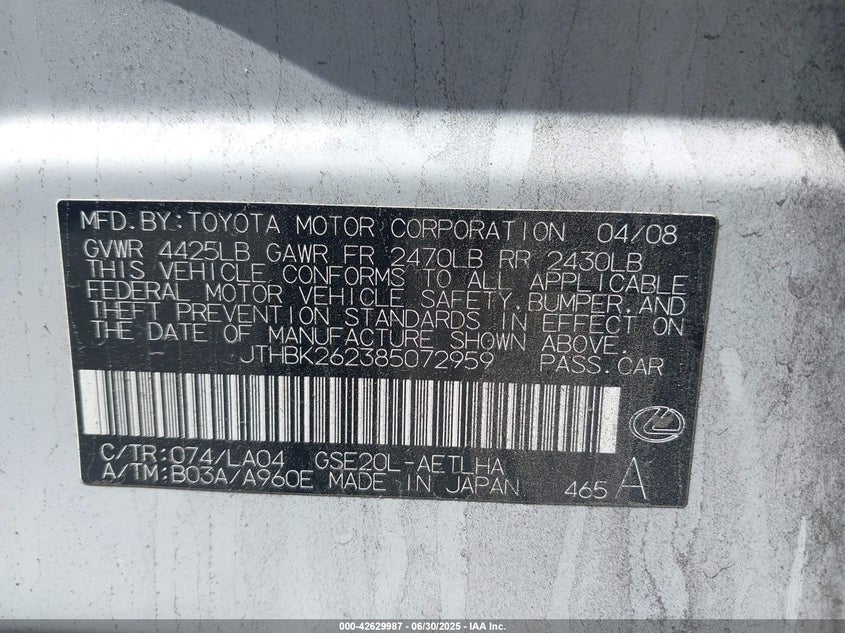 MFD.BY:TOYOTA MOTOR CORPORATION 04/08
GVWR 4425LB GAWR FR 2470LB RR 2430LB
THIS VEHICLE CONFORMS TO ALL APPLICABLE
FEDERAL MOTOR VEHICLE SAFETY,BUMPER,AND
THEFT PREVENTION STANDARDS IN EFFECT ON
THE DATE OF MANUFACTURE SHOWN ABOVE.
JTHBK262385072959 PASS.CAR
C/TR:074/LA04 GSE20L-AETLHA
A/TM:B03A/A960E MADE IN JAPAN 465 A
000-42629987 - 06/30/2025 - IAA Inc.